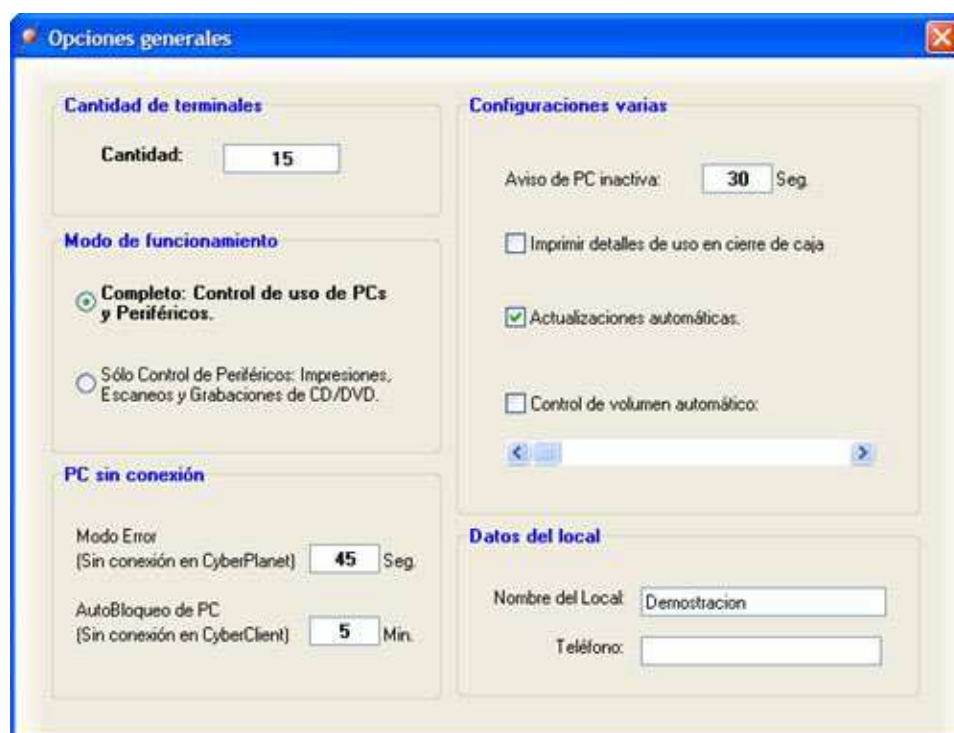 Opciones generales
Cantidad de terminales
Cantidad: 15
Modo de funcionamiento
Completo: Control de uso de PCs
y Periféricos.
Sólo Control de Periféricos: Impresiones,
Escaneos y Grabaciones de CD/DVD.
PC sin conexión
Modo Error
(Sin conexión en CyberPlanet) 45 Seg.
AutoBloqueo de PC
(Sin conexión en CyberClient) 5 Min.
Configuraciones varias
Aviso de PC inactiva: 30 Seg.
Imprimir detalles de uso en cierre de caja
Actualizaciones automáticas.
Control de volumen automático:
Datos del local
Nombre del Local: Demostracion
Teléfono: